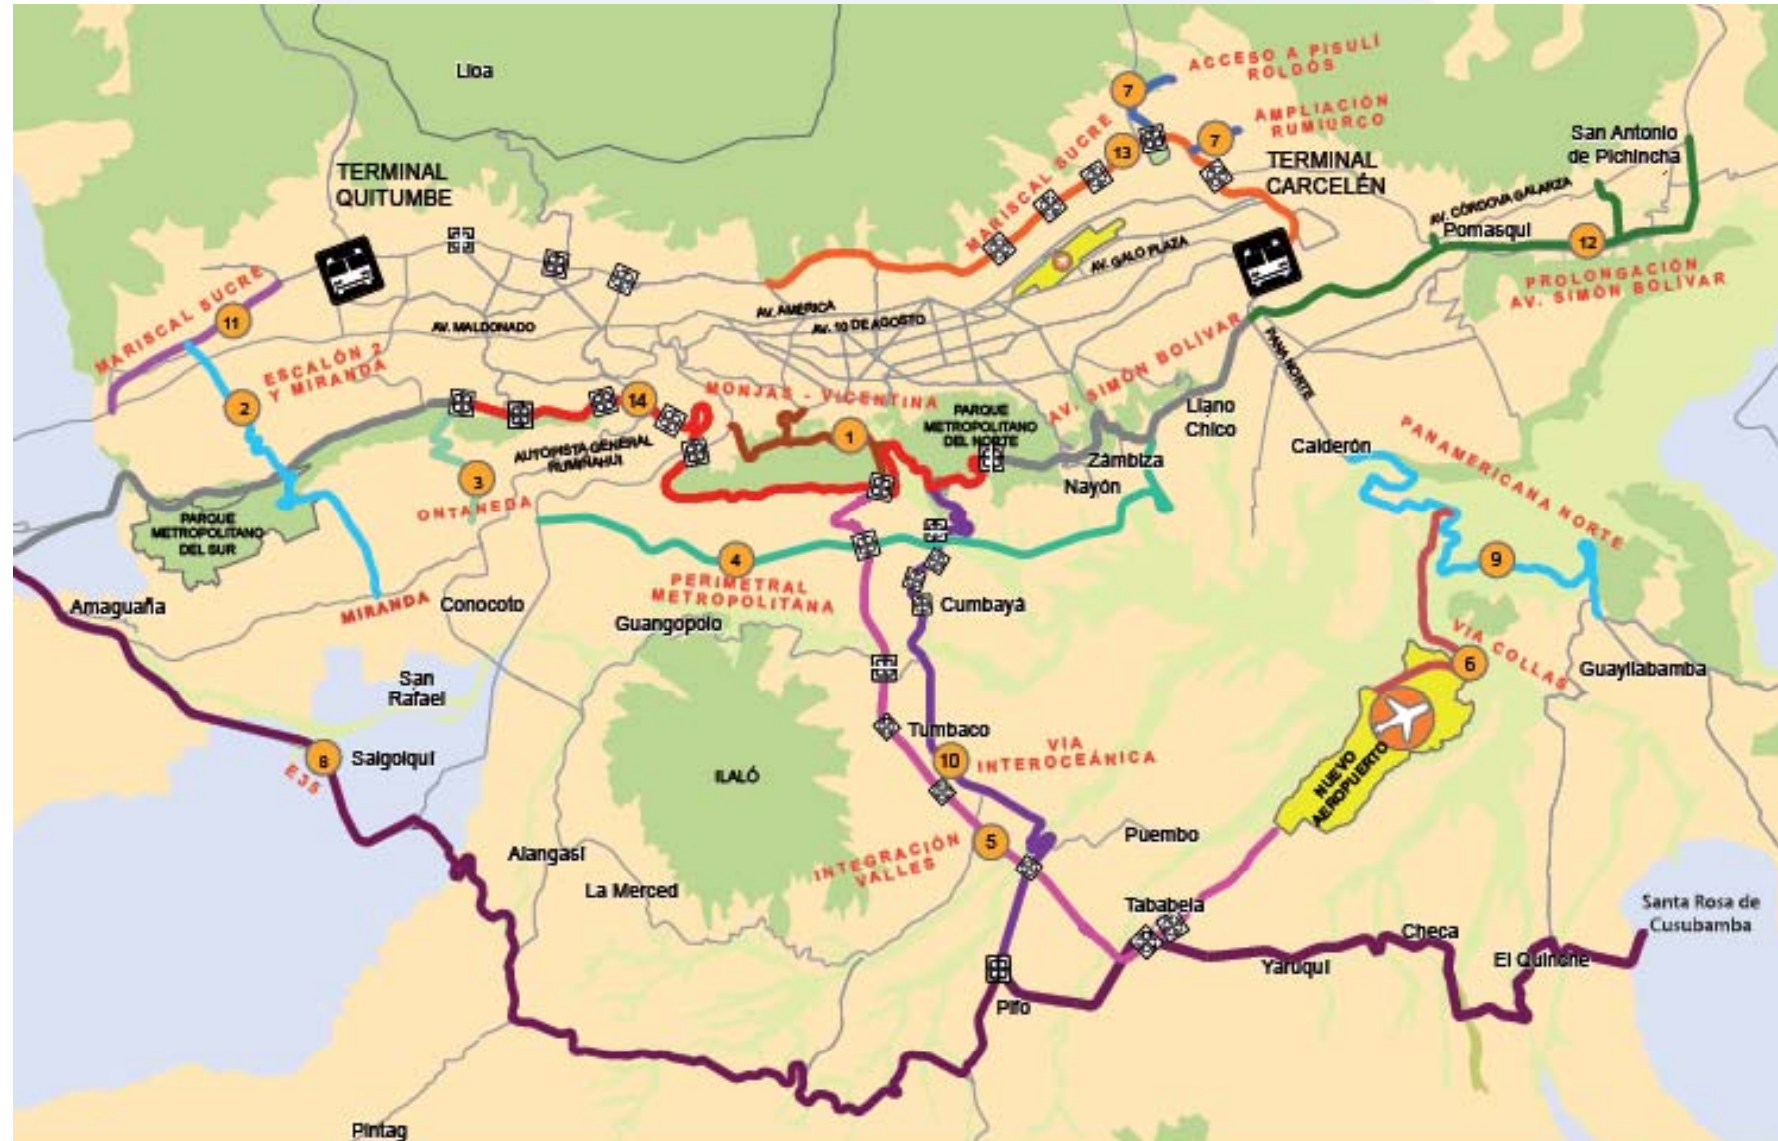 ACCESO A PISULÍ
ROLDÓS
Lloa
7
AMPLIACIÓN
RUMIURCO
7
MARISCAL SUCRE
13
San Antonio
de Pichincha
TERMINAL
QUITUMBE
TERMINAL
CARCELÉN
AV. CÓRDOVA GALARZA
Pomasqui
12
AV. GALO PLAZA
PROLONGACIÓN
AV. SIMÓN BOLÍVAR
MARISCAL SUCRE
11
AV. MALDONADO
AV. AMÉRICA
AV. 10 DE AGOSTO
AV. SIMÓN BOLÍVAR
PANA NORTE
ESCALÓN 2
Y MIRANDA
2
14
MONJAS - VICENTINA
1
PARQUE
METROPOLITANO
DEL NORTE
Llano
Chico
Calderón
PANAMERICANA NORTE
AUTOPISTA GENERAL
RUMIÑAHUI
Zámbiza
Nayón
3
ONTANEDA
PARQUE
METROPOLITANO
DEL SUR
4
PERIMETRAL
METROPOLITANA
9
Amaguaña
MIRANDA
Conocoto
Guangopolo
Cumbayá
VIA COLLAS
6
Guayllabamba
San
Rafael
Tumbaco
VIA
INTEROCEÁNICA
10
8
E35
Salgolquí
ILALÓ
NUEVO
AEROPUERTO
5
INTEGRACIÓN
VALLES
Puembo
Alangasí
La Merced
Tababela
Santa Rosa de
Cusubamba
Checa
Yaruquí
El Quinche
Pifo
Pintag